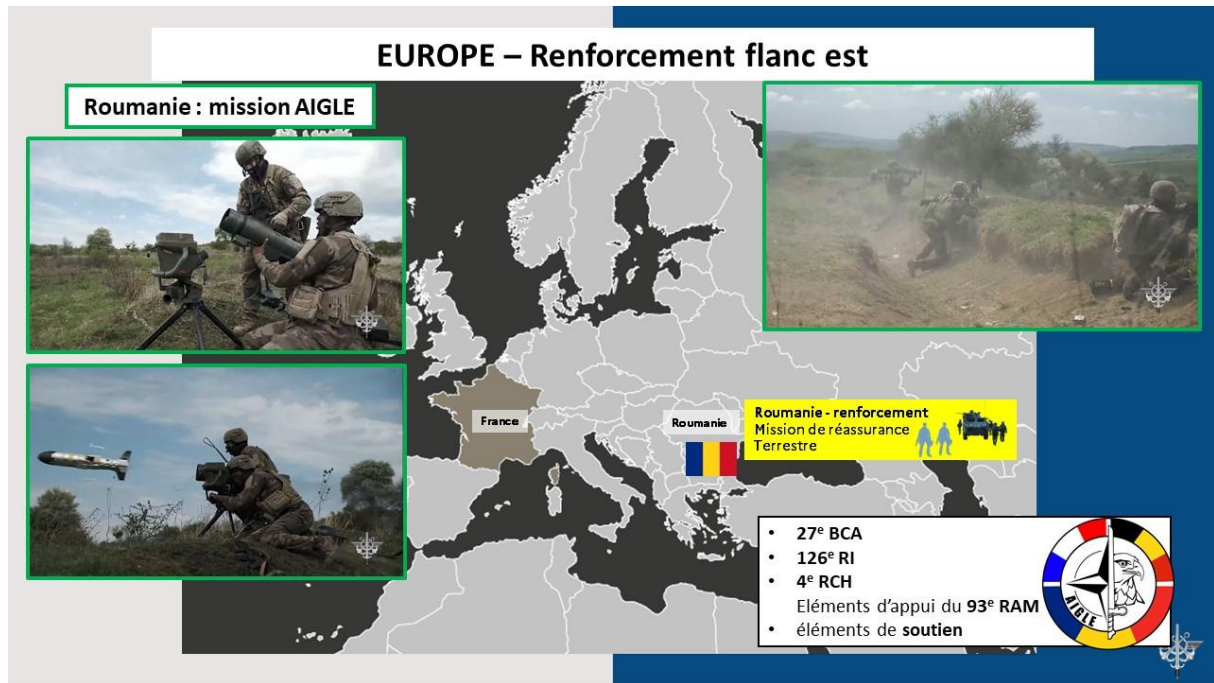 EUROPE – Renforcement flanc est
Roumanie : mission AIGLE
France
Roumanie
Roumanie - renforcement
Mission de réassurance
Terrestre
• 27e BCA
• 126e RI
• 4e RCH
Eléments d'appui du 93e RAM
• éléments de soutien
AIGLE